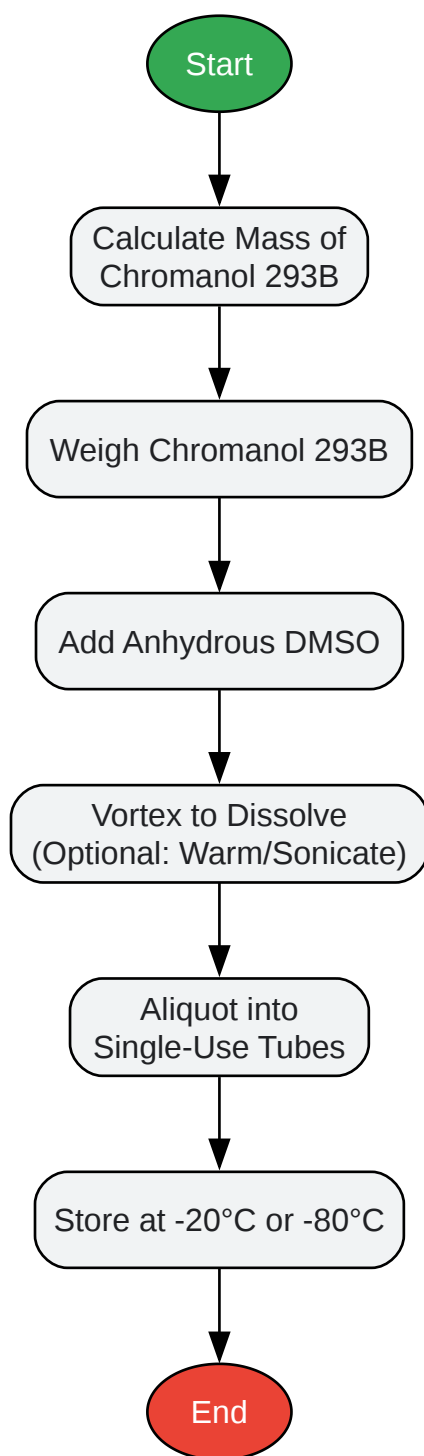 Start
Calculate Mass of
Chromanol 293B
Weigh Chromanol 293B
Add Anhydrous DMSO
Vortex to Dissolve
(Optional: Warm/Sonicate)
Aliquot into
Single-Use Tubes
Store at -20°C or -80°C
End